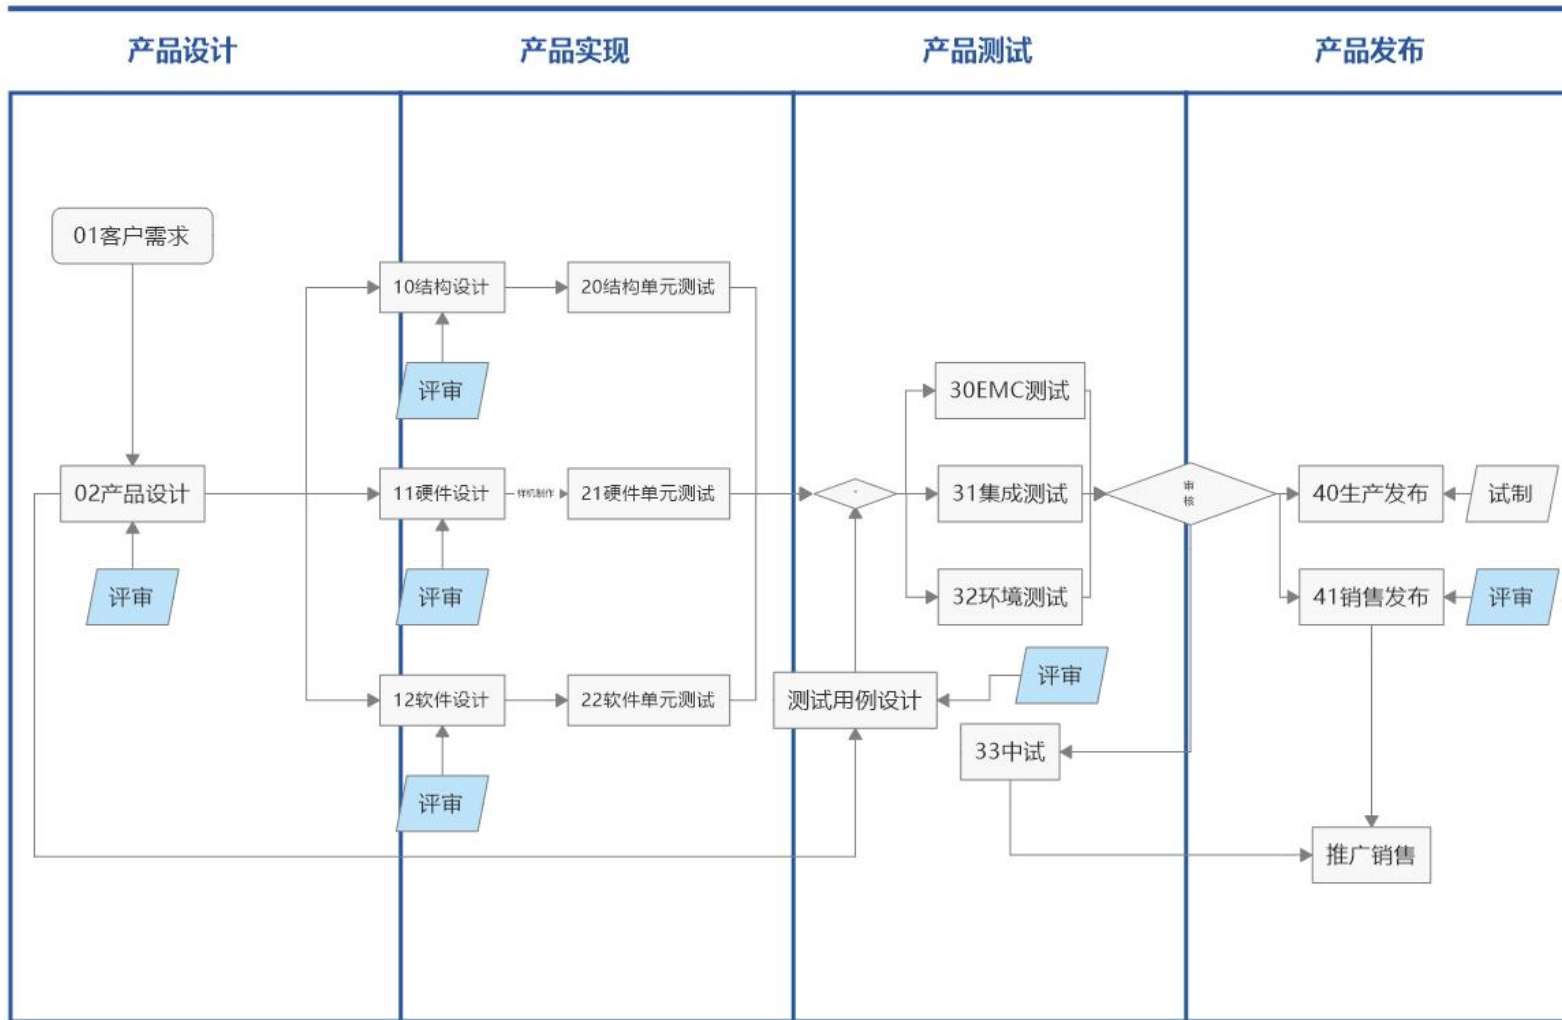 产品设计
产品实现
产品测试
产品发布
01客户需求
02产品设计
评审
10结构设计
评审
11硬件设计
评审
12软件设计
评审
样机制作
20结构单元测试
21硬件单元测试
22软件单元测试
30EMC测试
31集成测试
32环境测试
评审
测试用例设计
33中试
审
核
40生产发布
试制
41销售发布
评审
推广销售